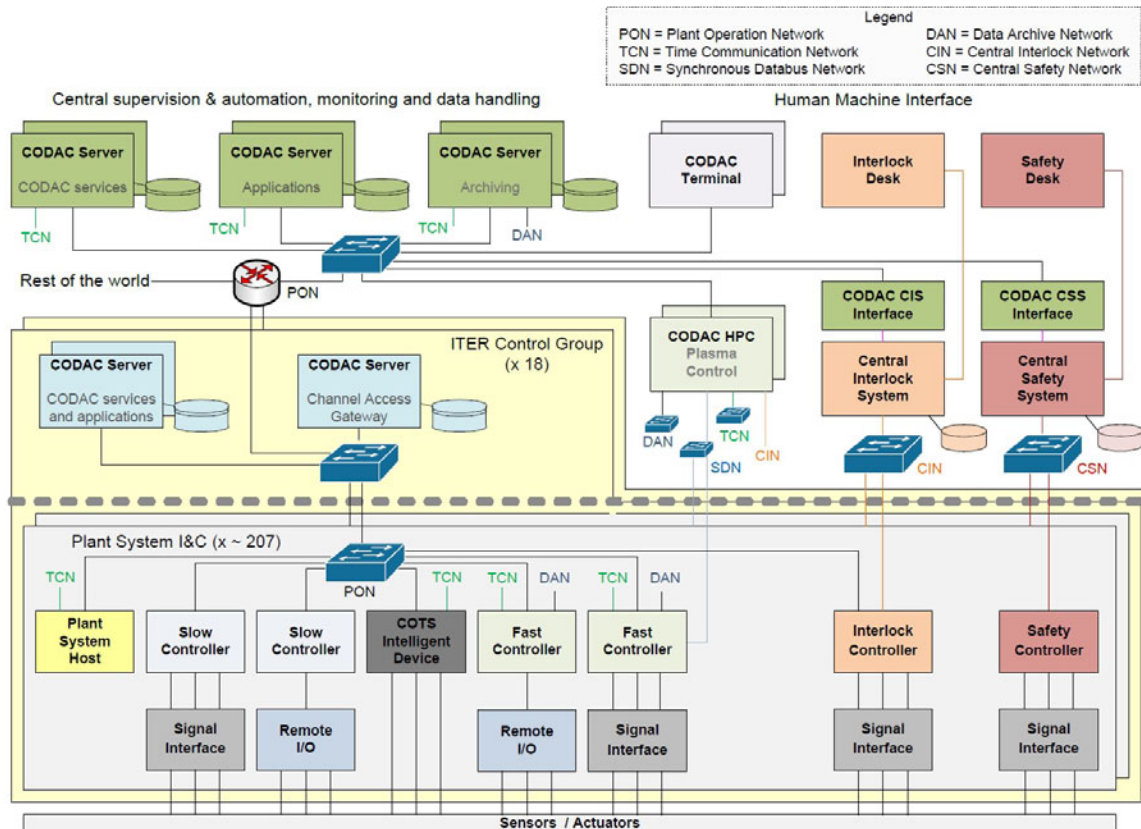 Legend
PON = Plant Operation Network
DAN = Data Archive Network
TCN = Time Communication Network
CIN = Central Interlock Network
SDN = Synchronous Databus Network
CSN = Central Safety Network
Central supervision & automation, monitoring and data handling
Human Machine Interface
CODAC Server
CODAC services
TCN
CODAC Server
Applications
TCN
CODAC Server
Archiving
TCN
DAN
CODAC
Terminal
Interlock
Desk
Safety
Desk
Rest of the world
PON
CODAC CIS
Interface
CODAC CSS
Interface
ITER Control Group
(x 18)
CODAC Server
CODAC services
and applications
CODAC Server
Channel Access
Gateway
CODAC HPC
Plasma
Control
DAN
SDN
TCN
CIN
Central
Interlock
System
CIN
Central
Safety
System
CSN
Plant System I&C (x ~ 207)
PON
TCN
Plant
System
Host
Slow
Controller
Slow
Controller
TCN
COTS
Intelligent
Device
TCN
DAN
Fast
Controller
TCN
DAN
Fast
Controller
Interlock
Controller
Safety
Controller
Signal
Interface
Remote
I/O
Remote
I/O
Signal
Interface
Signal
Interface
Signal
Interface
Sensors / Actuators